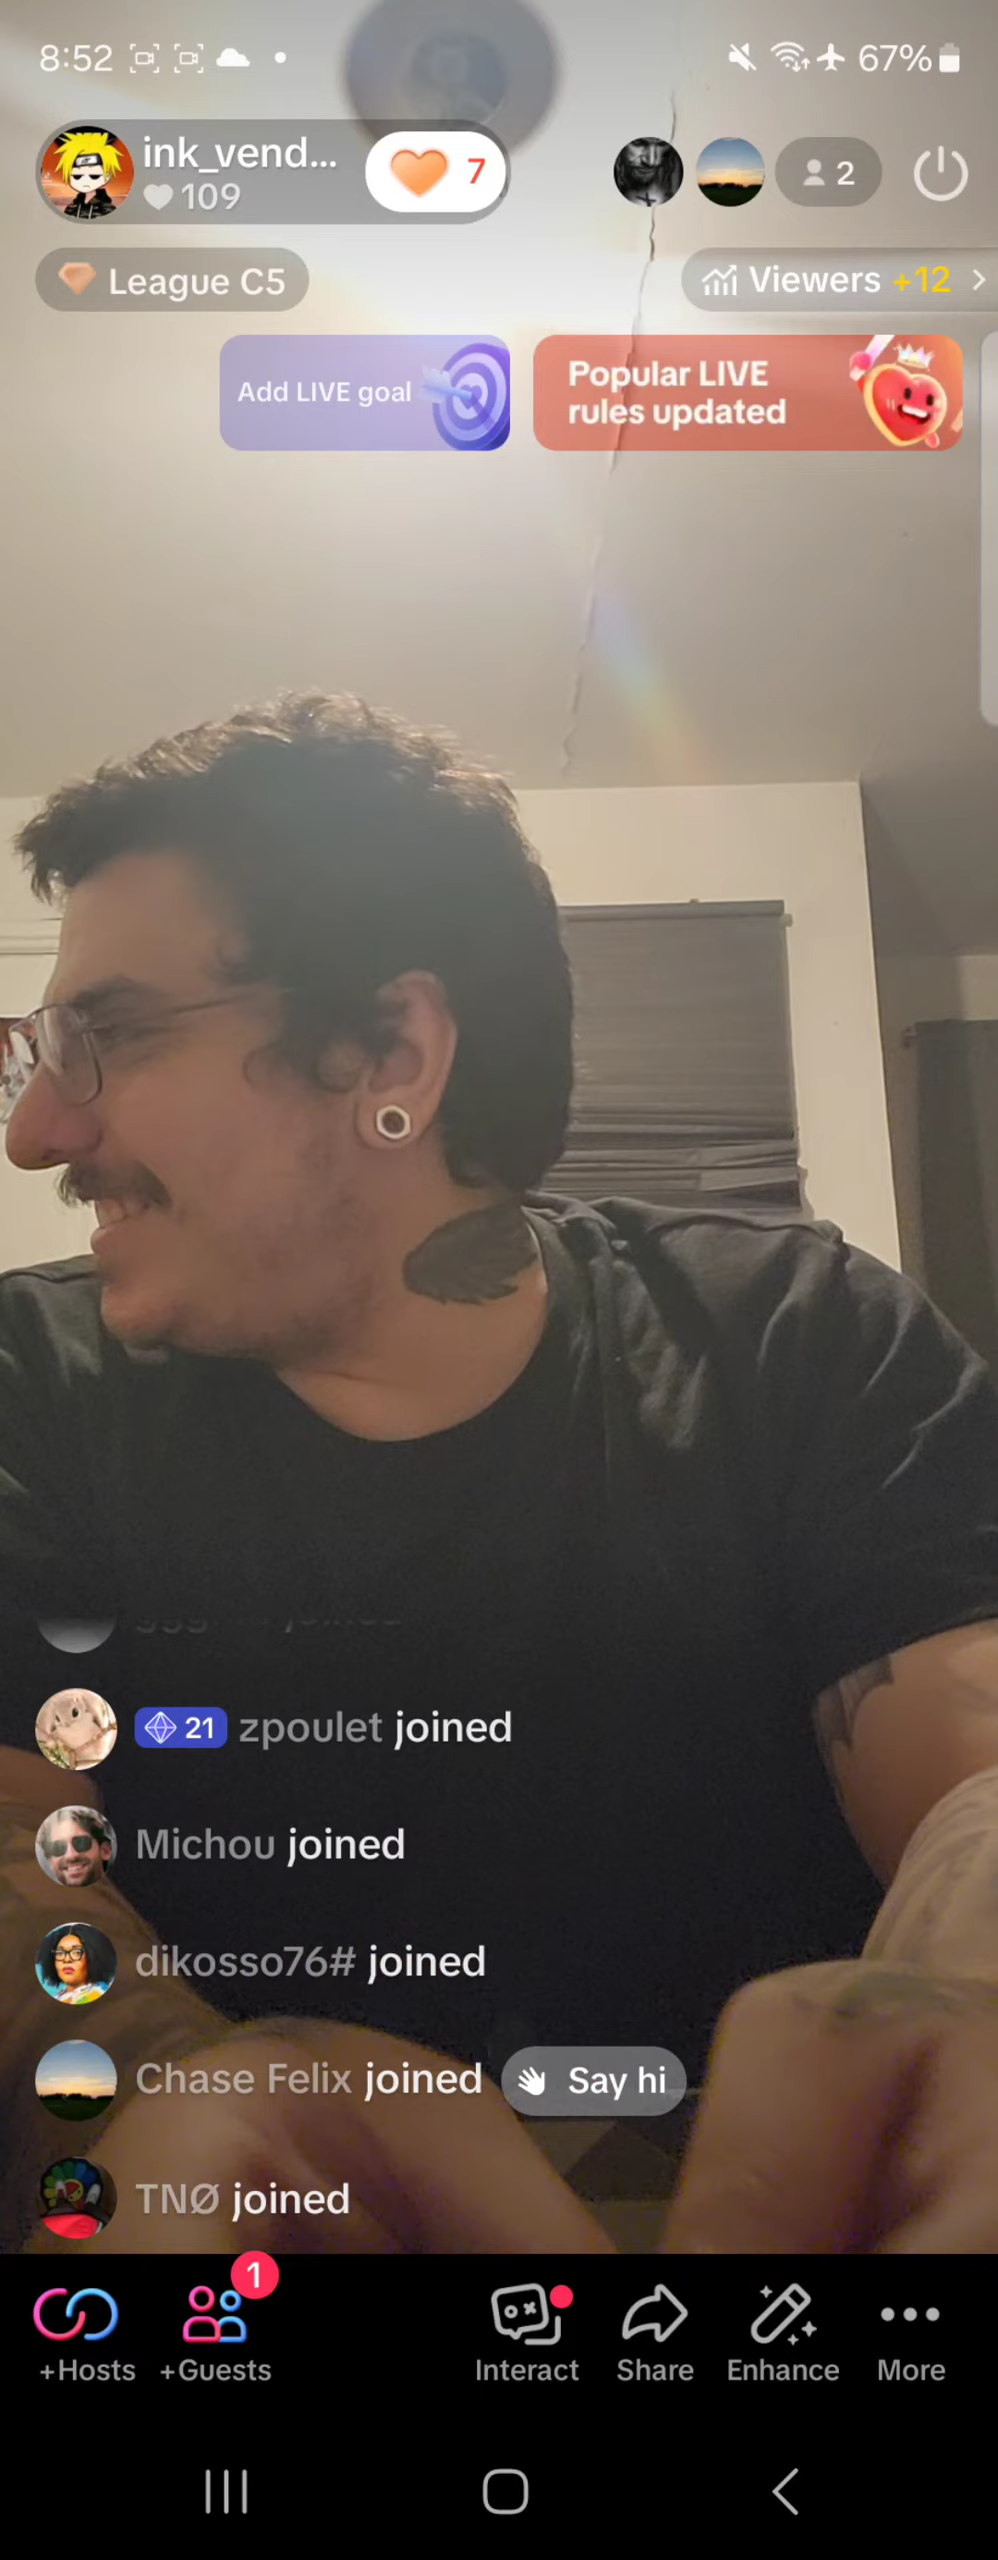 8:52
67%
ink_vend...
109
7
2
League C5
Viewers +12
Add LIVE goal
Popular LIVE
rules updated
21 zpoulet joined
Michou joined
dikosso76# joined
Chase Felix joined Say hi
TNØ joined
1
+Hosts
+Guests
Interact
Share
Enhance
More